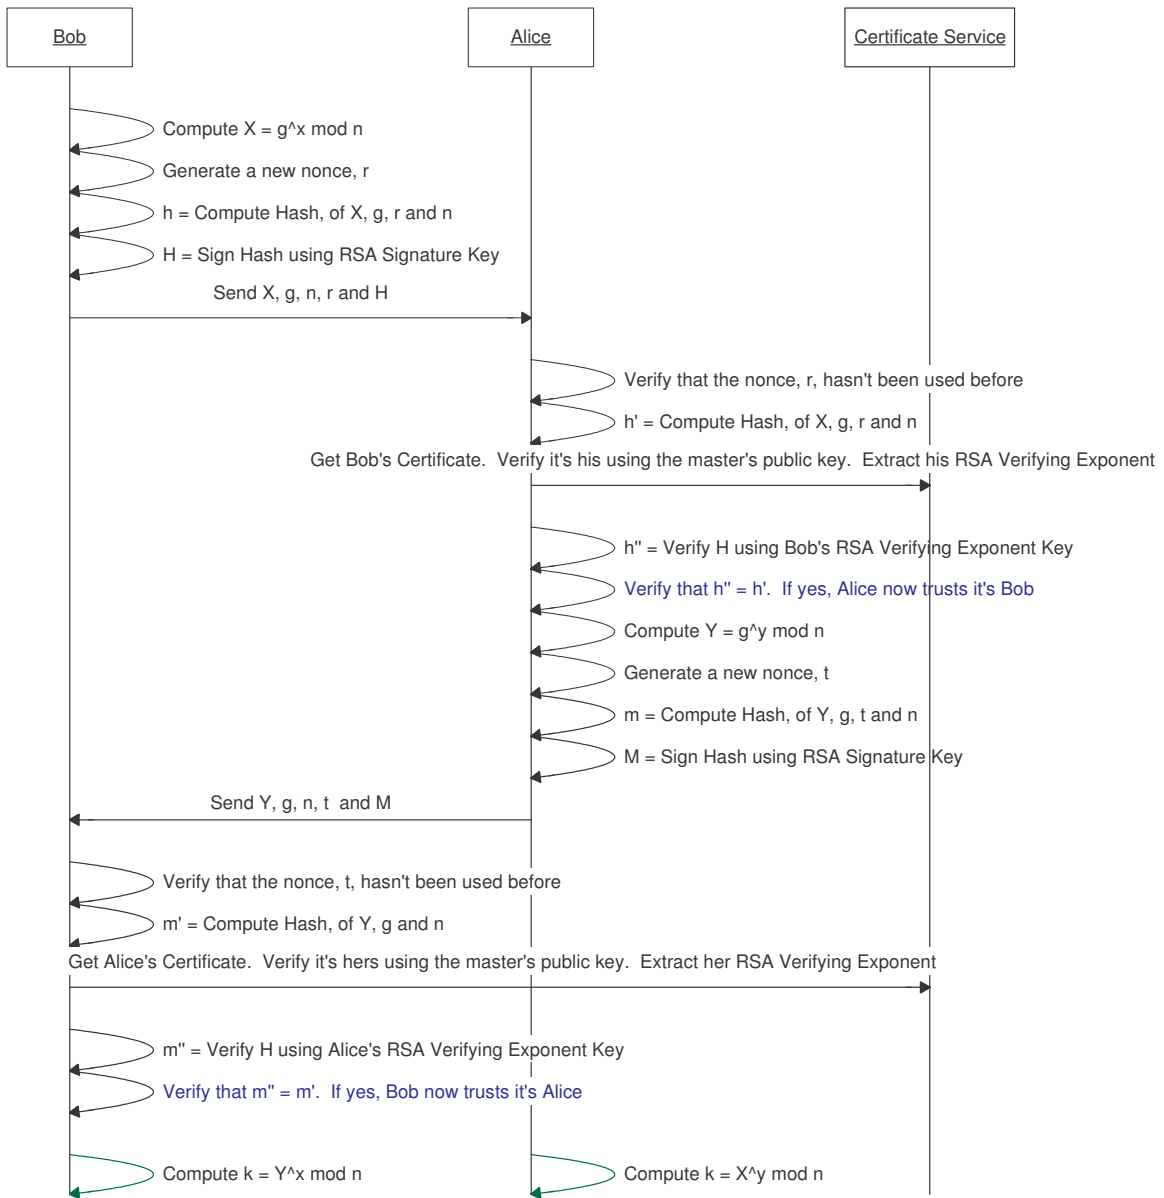 Bob
Alice
Certificate Service
Compute X = g^x mod n
Generate a new nonce, r
h = Compute Hash, of X, g, r and n
H = Sign Hash using RSA Signature Key
Send X, g, n, r and H
Verify that the nonce, r, hasn't been used before
h' = Compute Hash, of X, g, r and n
Get Bob's Certificate.  Verify it's his using the master's public key.  Extract his RSA Verifying Exponent
h'' = Verify H using Bob's RSA Verifying Exponent Key
Verify that h'' = h'.  If yes, Alice now trusts it's Bob
Compute Y = g^y mod n
Generate a new nonce, t
m = Compute Hash, of Y, g, t and n
M = Sign Hash using RSA Signature Key
Send Y, g, n, t  and M
Verify that the nonce, t, hasn't been used before
m' = Compute Hash, of Y, g and n
Get Alice's Certificate.  Verify it's hers using the master's public key.  Extract her RSA Verifying Exponent
m'' = Verify H using Alice's RSA Verifying Exponent Key
Verify that m'' = m'.  If yes, Bob now trusts it's Alice
Compute k = Y^x mod n
Compute k = X^y mod n